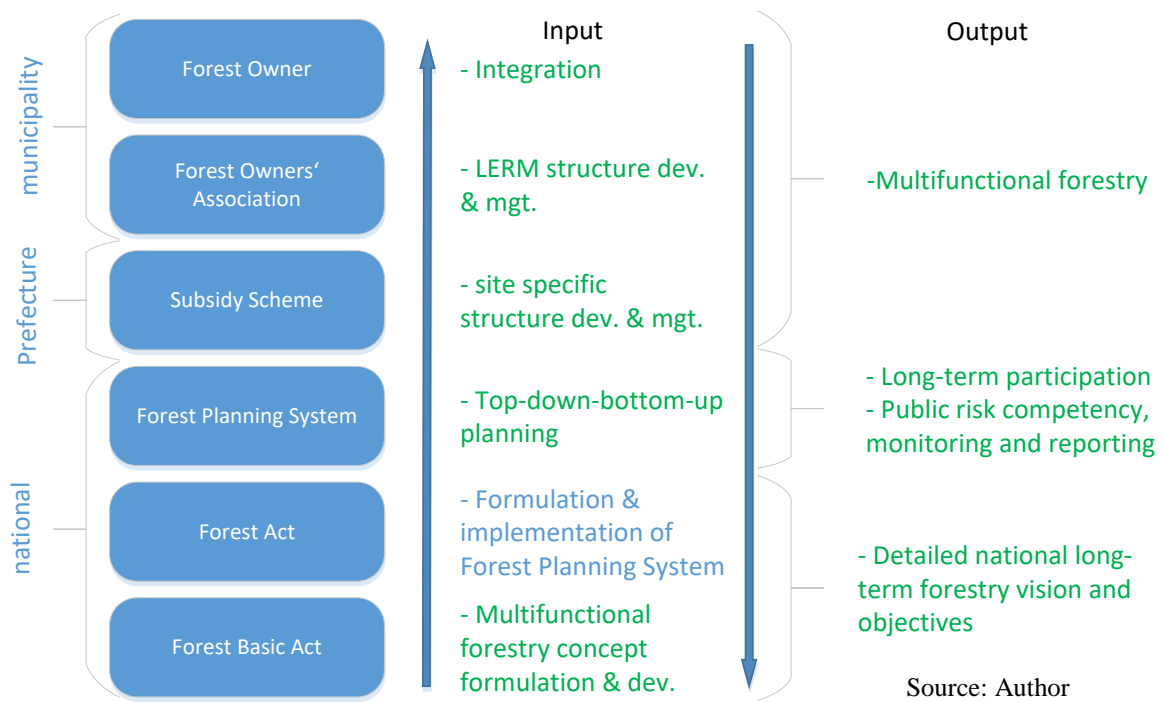 Input
Output
municipality
Prefecture
national
Forest Owner
Forest Owners‘
Association
Subsidy Scheme
Forest Planning System
Forest Act
Forest Basic Act
- Integration
- LERM structure dev.
& mgt.
- site specific
structure dev. & mgt.
- Top-down-bottom-up
planning
- Formulation &
implementation of
Forest Planning System
- Multifunctional
forestry concept
formulation & dev.
-Multifunctional forestry
- Long-term participation
- Public risk competency,
monitoring and reporting
- Detailed national long-
term forestry vision and
objectives
Source: Author